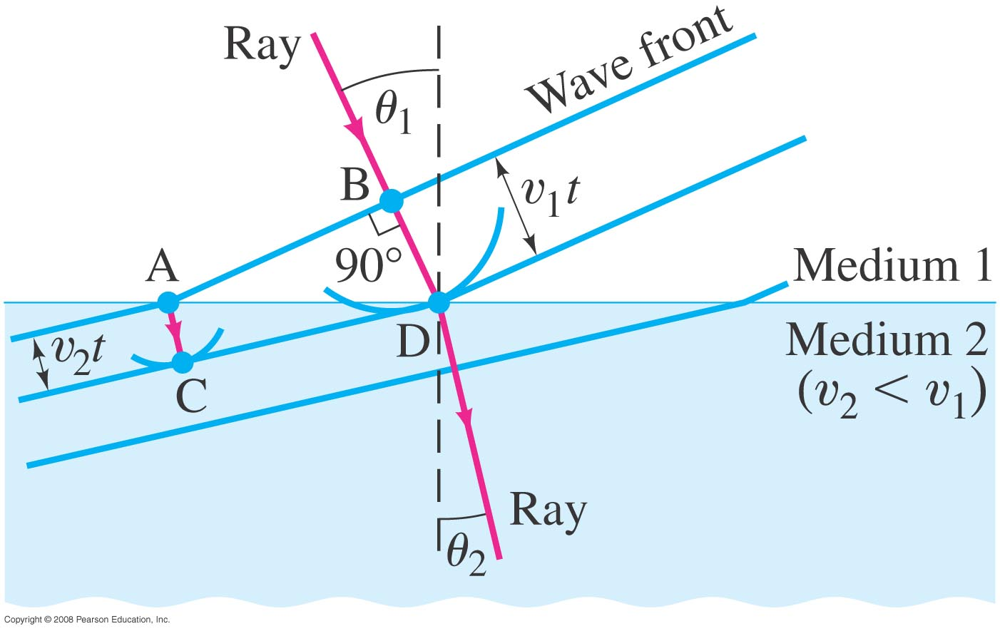 Ray
Wave front
θ₁
B
v₁t
90°
A
Medium 1
D
Medium 2
v₂t
C
(v₂ < v₁)
Ray
θ₂
Copyright © 2008 Pearson Education, Inc.